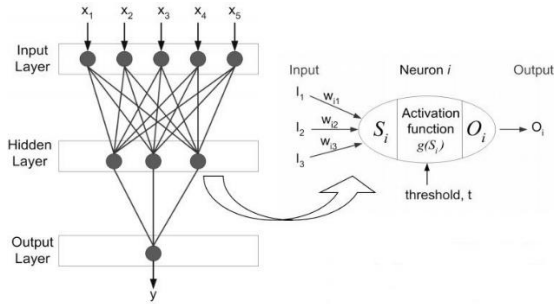 x1 x2 x3 x4 x5
Input
Layer
Hidden
Layer
Output
Layer
y
Input Neuron i Output
I1 wi1
I2 wi2
I3 wi3
Si
Activation
function
g(Si)
Oi
Oi
threshold, t